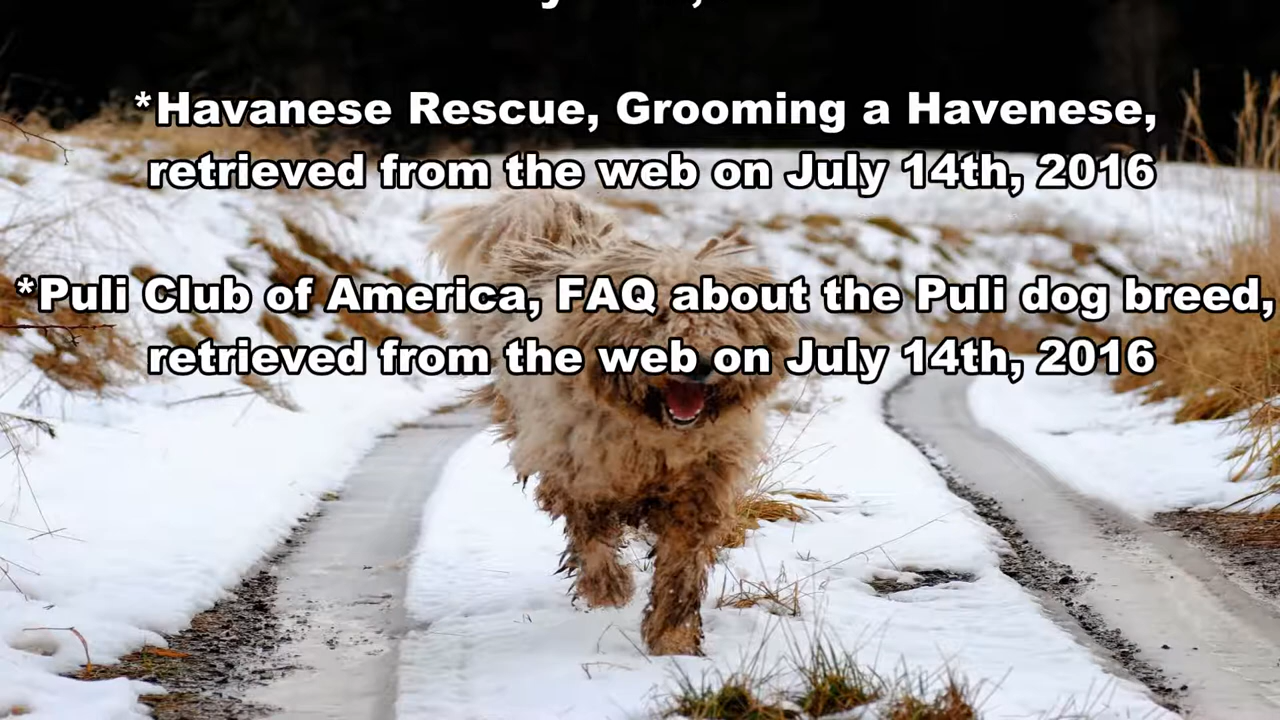 *Havanese Rescue, Grooming a Havenese,
retrieved from the web on July 14th, 2016
*Puli Club of America, FAQ about the Puli dog breed,
retrieved from the web on July 14th, 2016